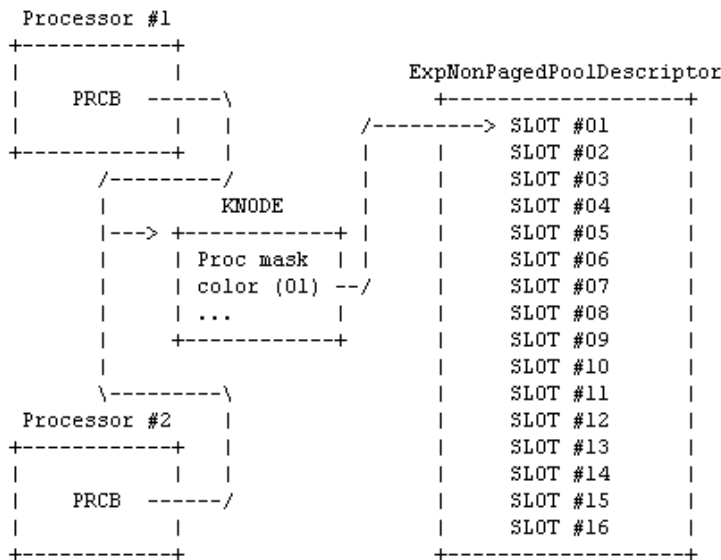 Processor #1
ExpNonPagedPoolDescriptor
PRCB
SLOT #01
SLOT #02
SLOT #03
KNODE
SLOT #04
SLOT #05
Proc mask
SLOT #06
color (01)
SLOT #07
...
SLOT #08
SLOT #09
SLOT #10
SLOT #11
Processor #2
SLOT #12
SLOT #13
SLOT #14
PRCB
SLOT #15
SLOT #16